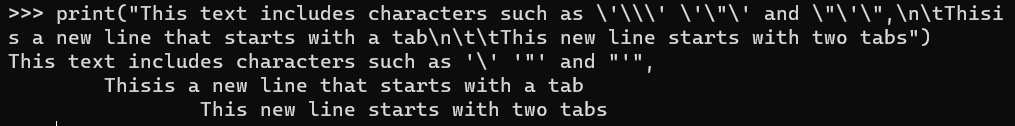 >>> print("This text includes characters such as \'\\\' \'\"\' and \"\'\",\n\tThisi
s a new line that starts with a tab\n\t\tThis new line starts with two tabs")
This text includes characters such as '\' '"' and "'",
        Thisis a new line that starts with a tab
                This new line starts with two tabs